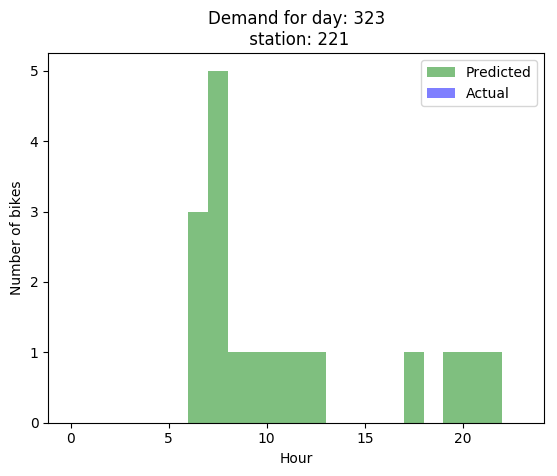 Demand for day: 323
station: 221
Predicted
Actual
Number of bikes
5
4
3
2
1
0
0
5
10
15
20
Hour